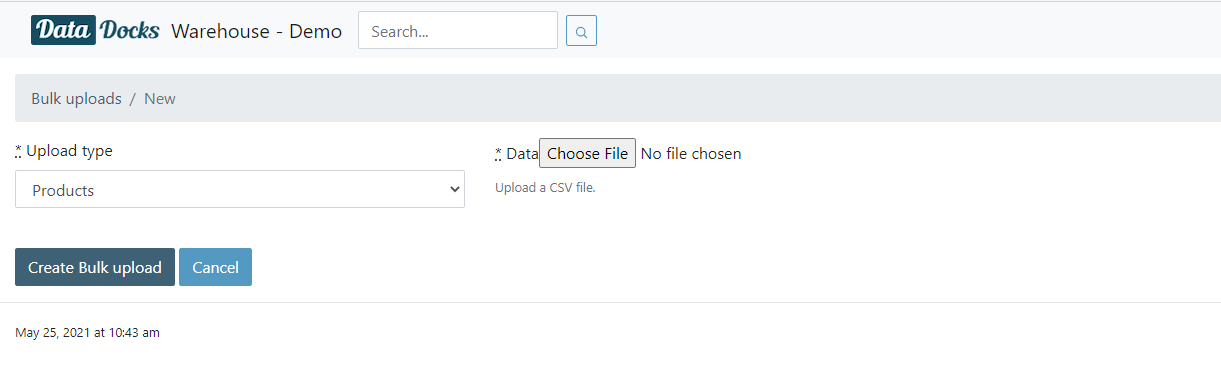 Data Docks Warehouse - Demo Search...
Bulk uploads / New
* Upload type
* Data Choose File No file chosen
Products
Upload a CSV file.
Create Bulk upload Cancel
May 25, 2021 at 10:43 am